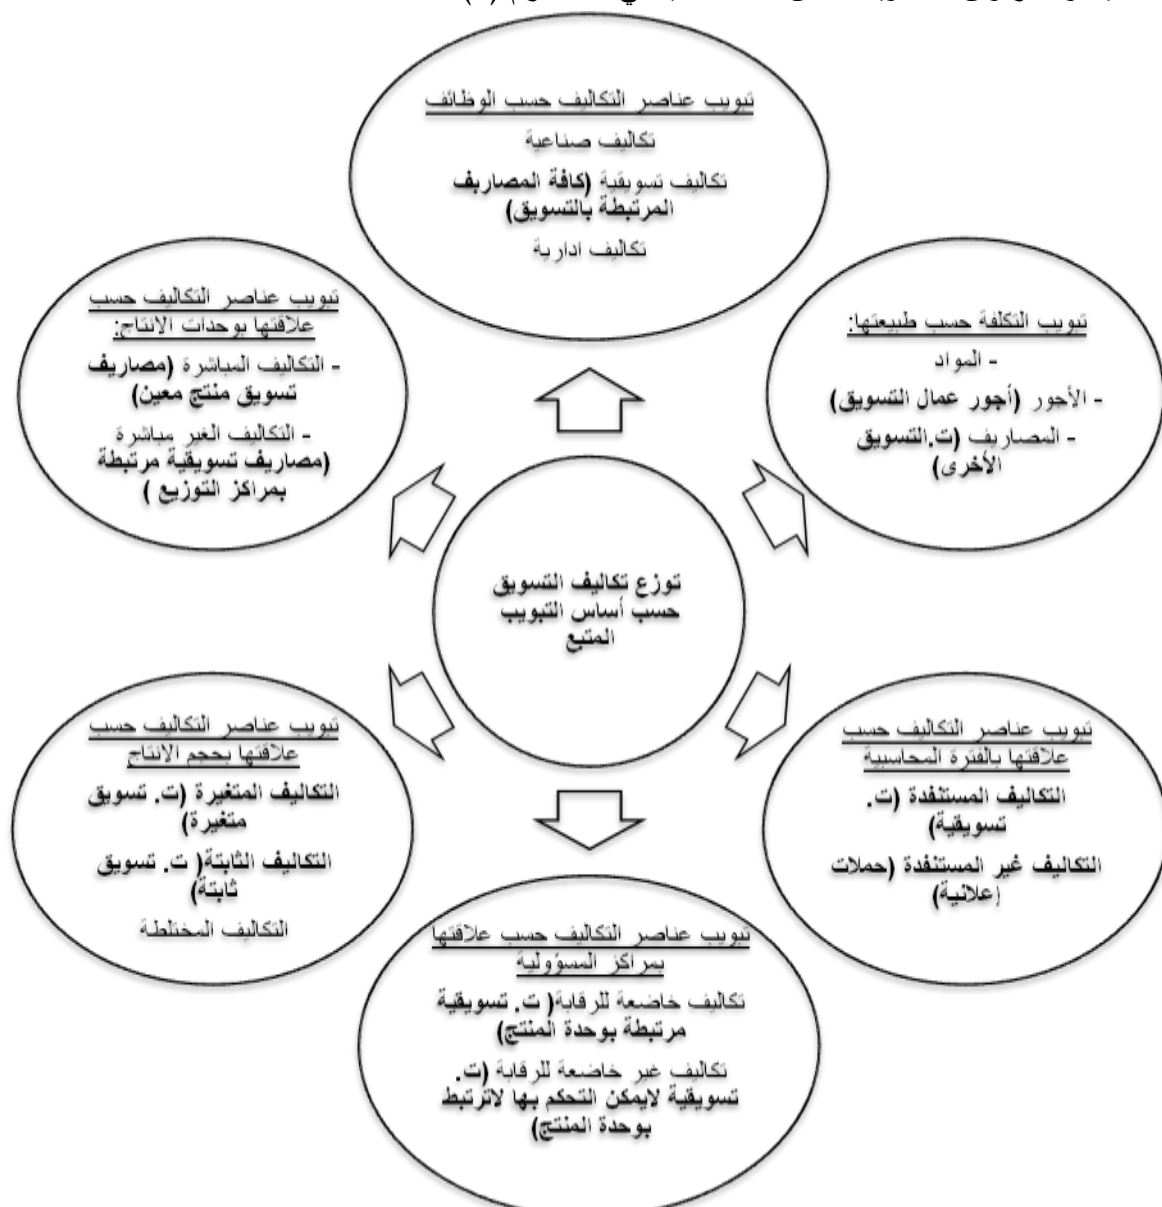 تبويب عناصر التكاليف حسب الوظائف
تكاليف صناعية
تكاليف تسويقية (كافة المصاريف
المرتبطة بالتسويق)
تكاليف ادارية
تبويب التكلفة حسب طبيعتها:
- المواد
- الأجور (أجور عمال التسويق)
- المصاريف (ت.التسويق
الأخرى)
تبويب عناصر التكاليف حسب
علاقتها بوحدات الانتاج:
- التكاليف المباشرة (مصاريف
تسويق منتج معين)
- التكاليف الغير مباشرة
(مصاريف تسويقية مرتبطة
بمراكز التوزيع )
توزع تكاليف التسويق
حسب أساس التبويب
المتبع
تبويب عناصر التكاليف حسب
علاقتها بالفترة المحاسبية
التكاليف المستنفدة (ت.
تسويقية)
التكاليف غير المستنفدة (حملات
إعلانية)
تبويب عناصر التكاليف حسب
علاقتها بحجم الانتاج
التكاليف المتغيرة (ت. تسويق
متغيرة)
التكاليف الثابتة( ت. تسويق
ثابتة)
التكاليف المختلطة
تبويب عناصر التكاليف حسب علاقتها
بمراكز المسؤولية
تكاليف خاضعة للرقابة( ت. تسويقية
مرتبطة بوحدة المنتج)
تكاليف غير خاضعة للرقابة (ت.
تسويقية لايمكن التحكم بها لاترتبط
بوحدة المنتج)